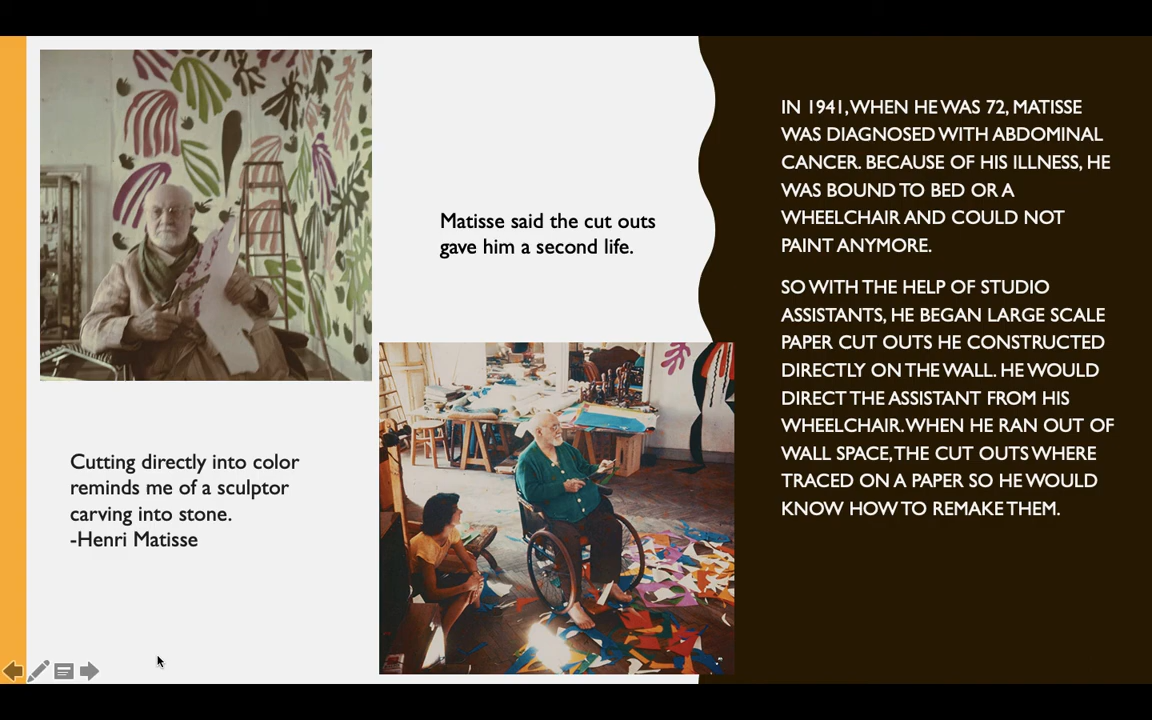 Matisse said the cut outs
gave him a second life.
Cutting directly into color
reminds me of a sculptor
carving into stone.
-Henri Matisse
IN 1941, WHEN HE WAS 72, MATISSE
WAS DIAGNOSED WITH ABDOMINAL
CANCER. BECAUSE OF HIS ILLNESS, HE
WAS BOUND TO BED OR A
WHEELCHAIR AND COULD NOT
PAINT ANYMORE.
SO WITH THE HELP OF STUDIO
ASSISTANTS, HE BEGAN LARGE SCALE
PAPER CUT OUTS HE CONSTRUCTED
DIRECTLY ON THE WALL. HE WOULD
DIRECT THE ASSISTANT FROM HIS
WHEELCHAIR. WHEN HE RAN OUT OF
WALL SPACE, THE CUT OUTS WHERE
TRACED ON A PAPER SO HE WOULD
KNOW HOW TO REMAKE THEM.